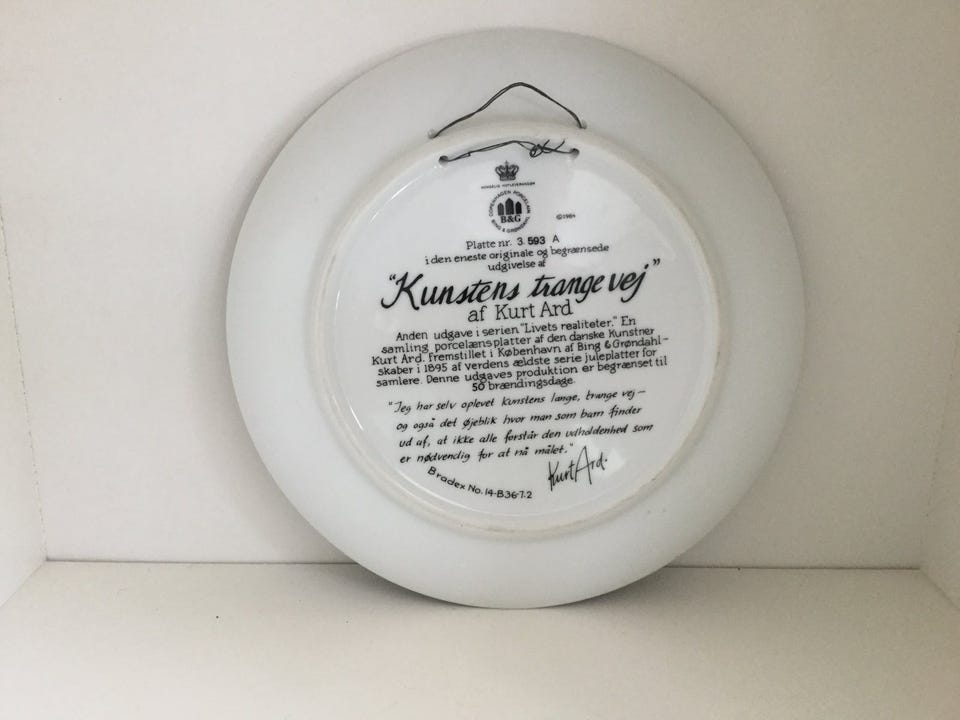 KONGELIG HOFLEVERANDØR
COPENHAGEN PORCELAIN
B&G
BING & GRØNDAHL
©1984
Platte nr. 3.593 A
i den eneste originale og begrænsede
udgivelse af
"Kunstens trange vej"
af Kurt Ard
Anden udgave i serien "Livets realiteter." En
samling porcelænsplatter af den danske Kunstner
Kurt Ard. Fremstillet i København af Bing & Grøndahl-
skaber i 1895 af verdens ældste serie juleplatter for
samlere. Denne udgaves produktion er begrænset til
50 brændingsdage.
"Jeg har selv oplevet kunstens lange, trange vej—
og også det øjeblik hvor man som barn finder
ud af, at ikke alle forstår den udholdenhed som
er nødvendig for at nå målet."
Kurt Ard.
Bradex No. 14-B36-7.2